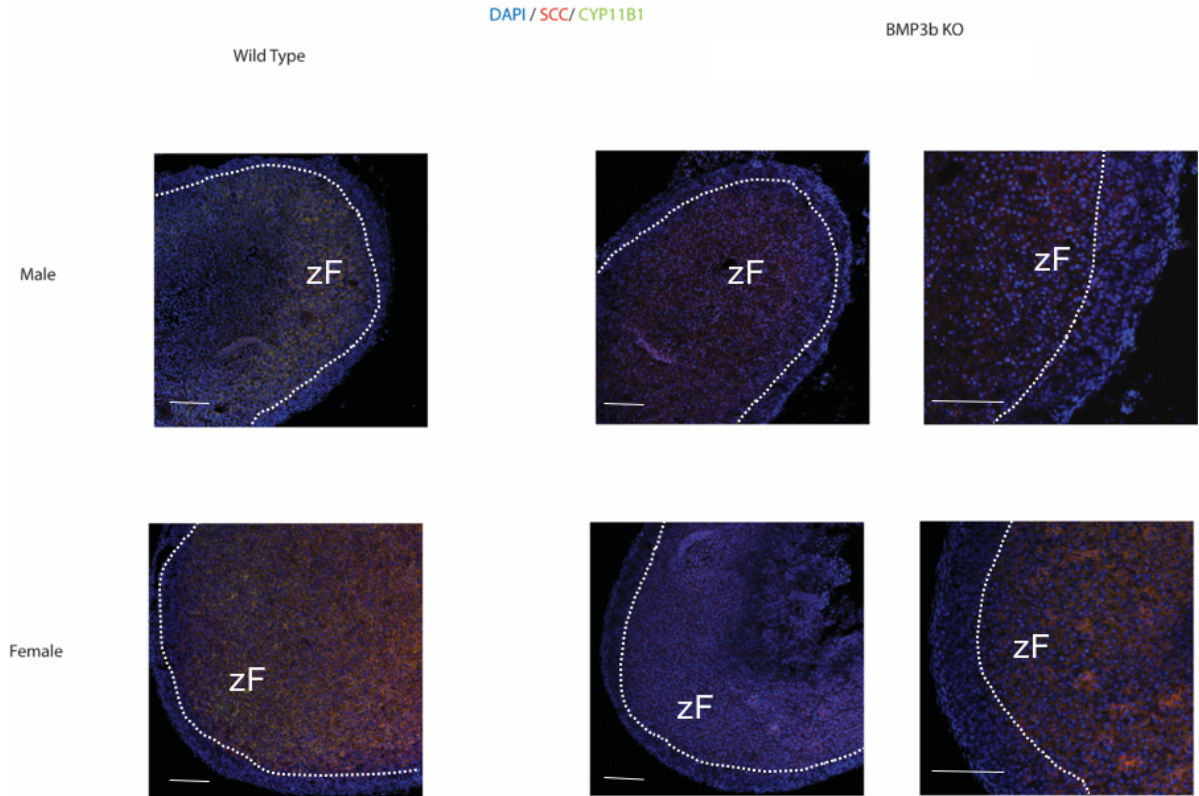 DAPI / SCC/ CYP11B1
BMP3b KO
Wild Type
Male
zF
zF
zF
Female
zF
zF
zF